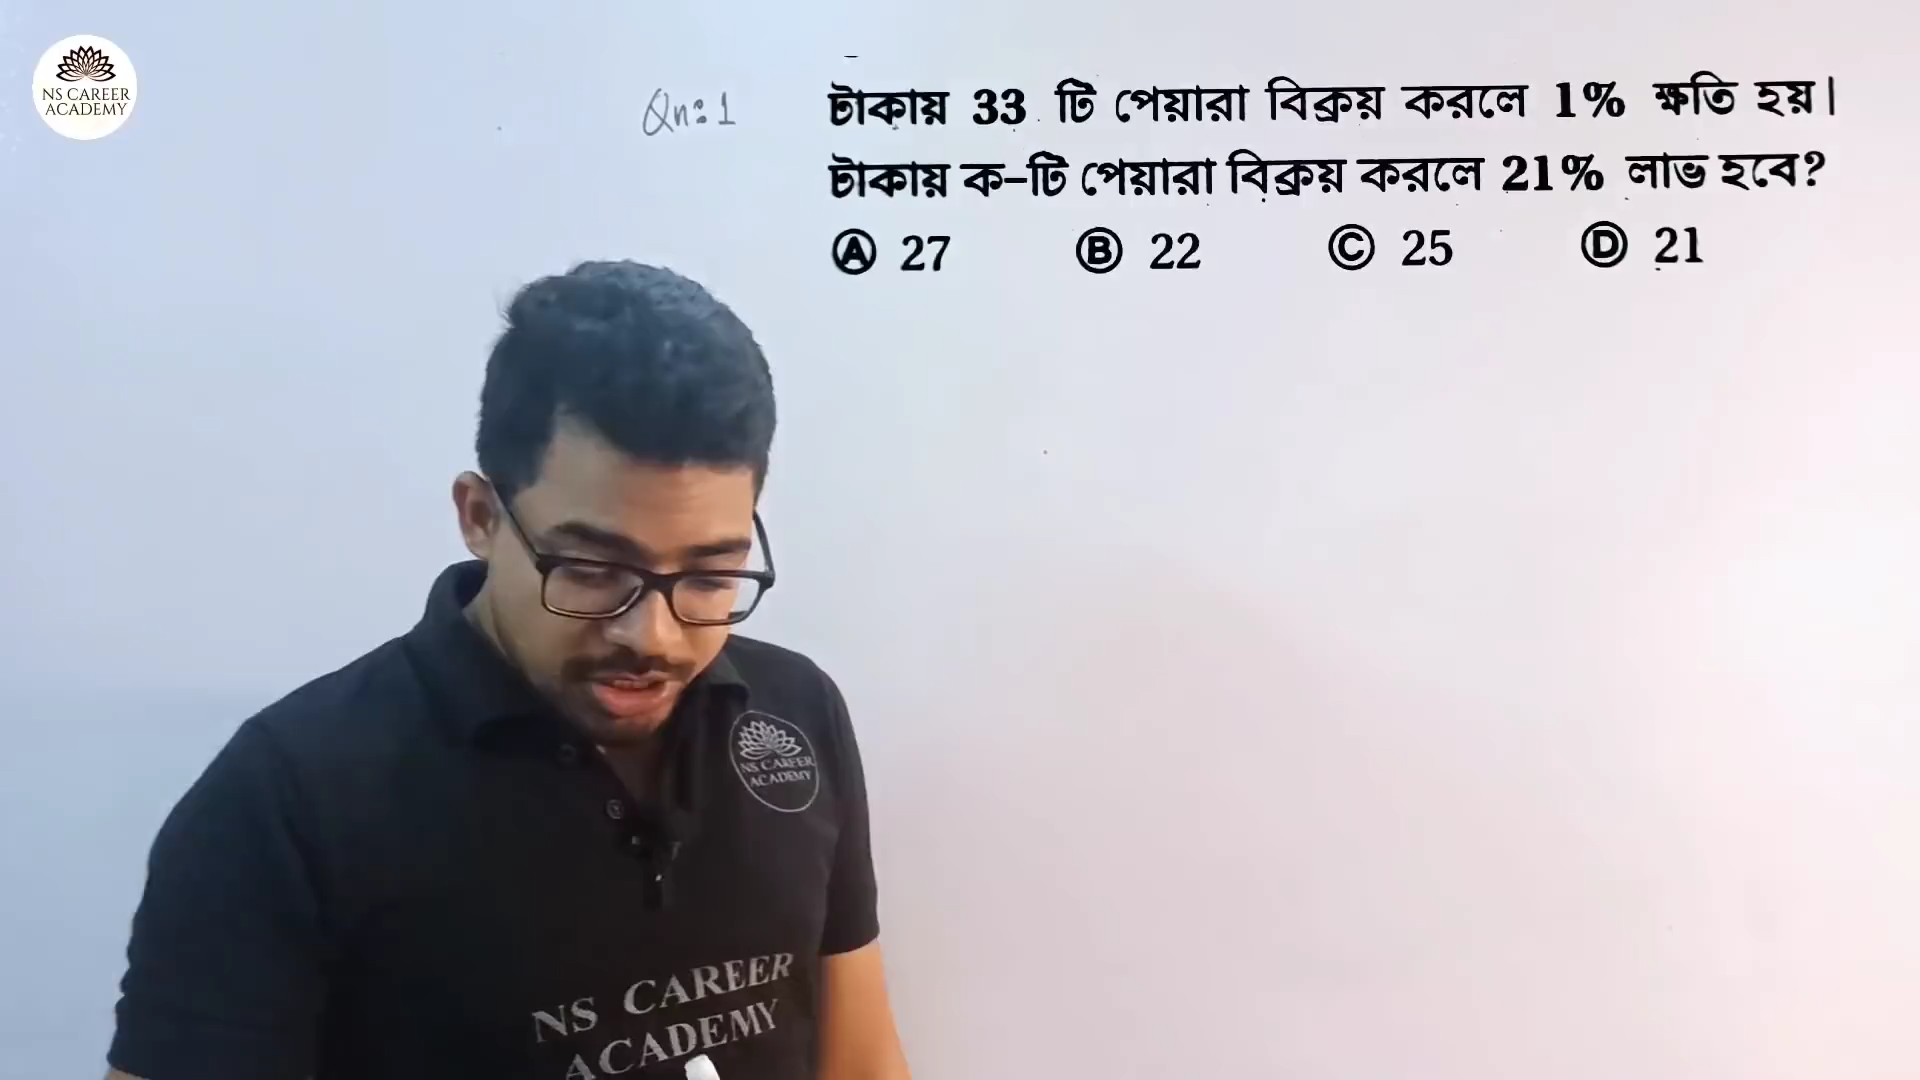 NS CAREER
ACADEMY
Qn: 1
টাকায় 33 টি পেয়ারা বিক্রয় করলে 1% ক্ষতি হয়।
টাকায় ক-টি পেয়ারা বিক্রয় করলে 21% লাভ হবে?
Ⓐ 27 Ⓑ 22 Ⓒ 25 Ⓓ 21
NS CAREER
ACADEMY
NS CAREER
ACADEMY